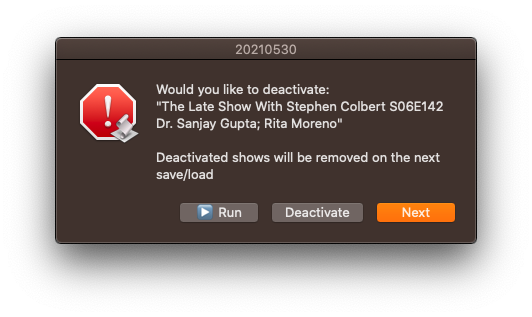 20210530
Would you like to deactivate:
"The Late Show With Stephen Colbert S06E142
Dr. Sanjay Gupta; Rita Moreno"
Deactivated shows will be removed on the next
save/load
Run
Deactivate
Next